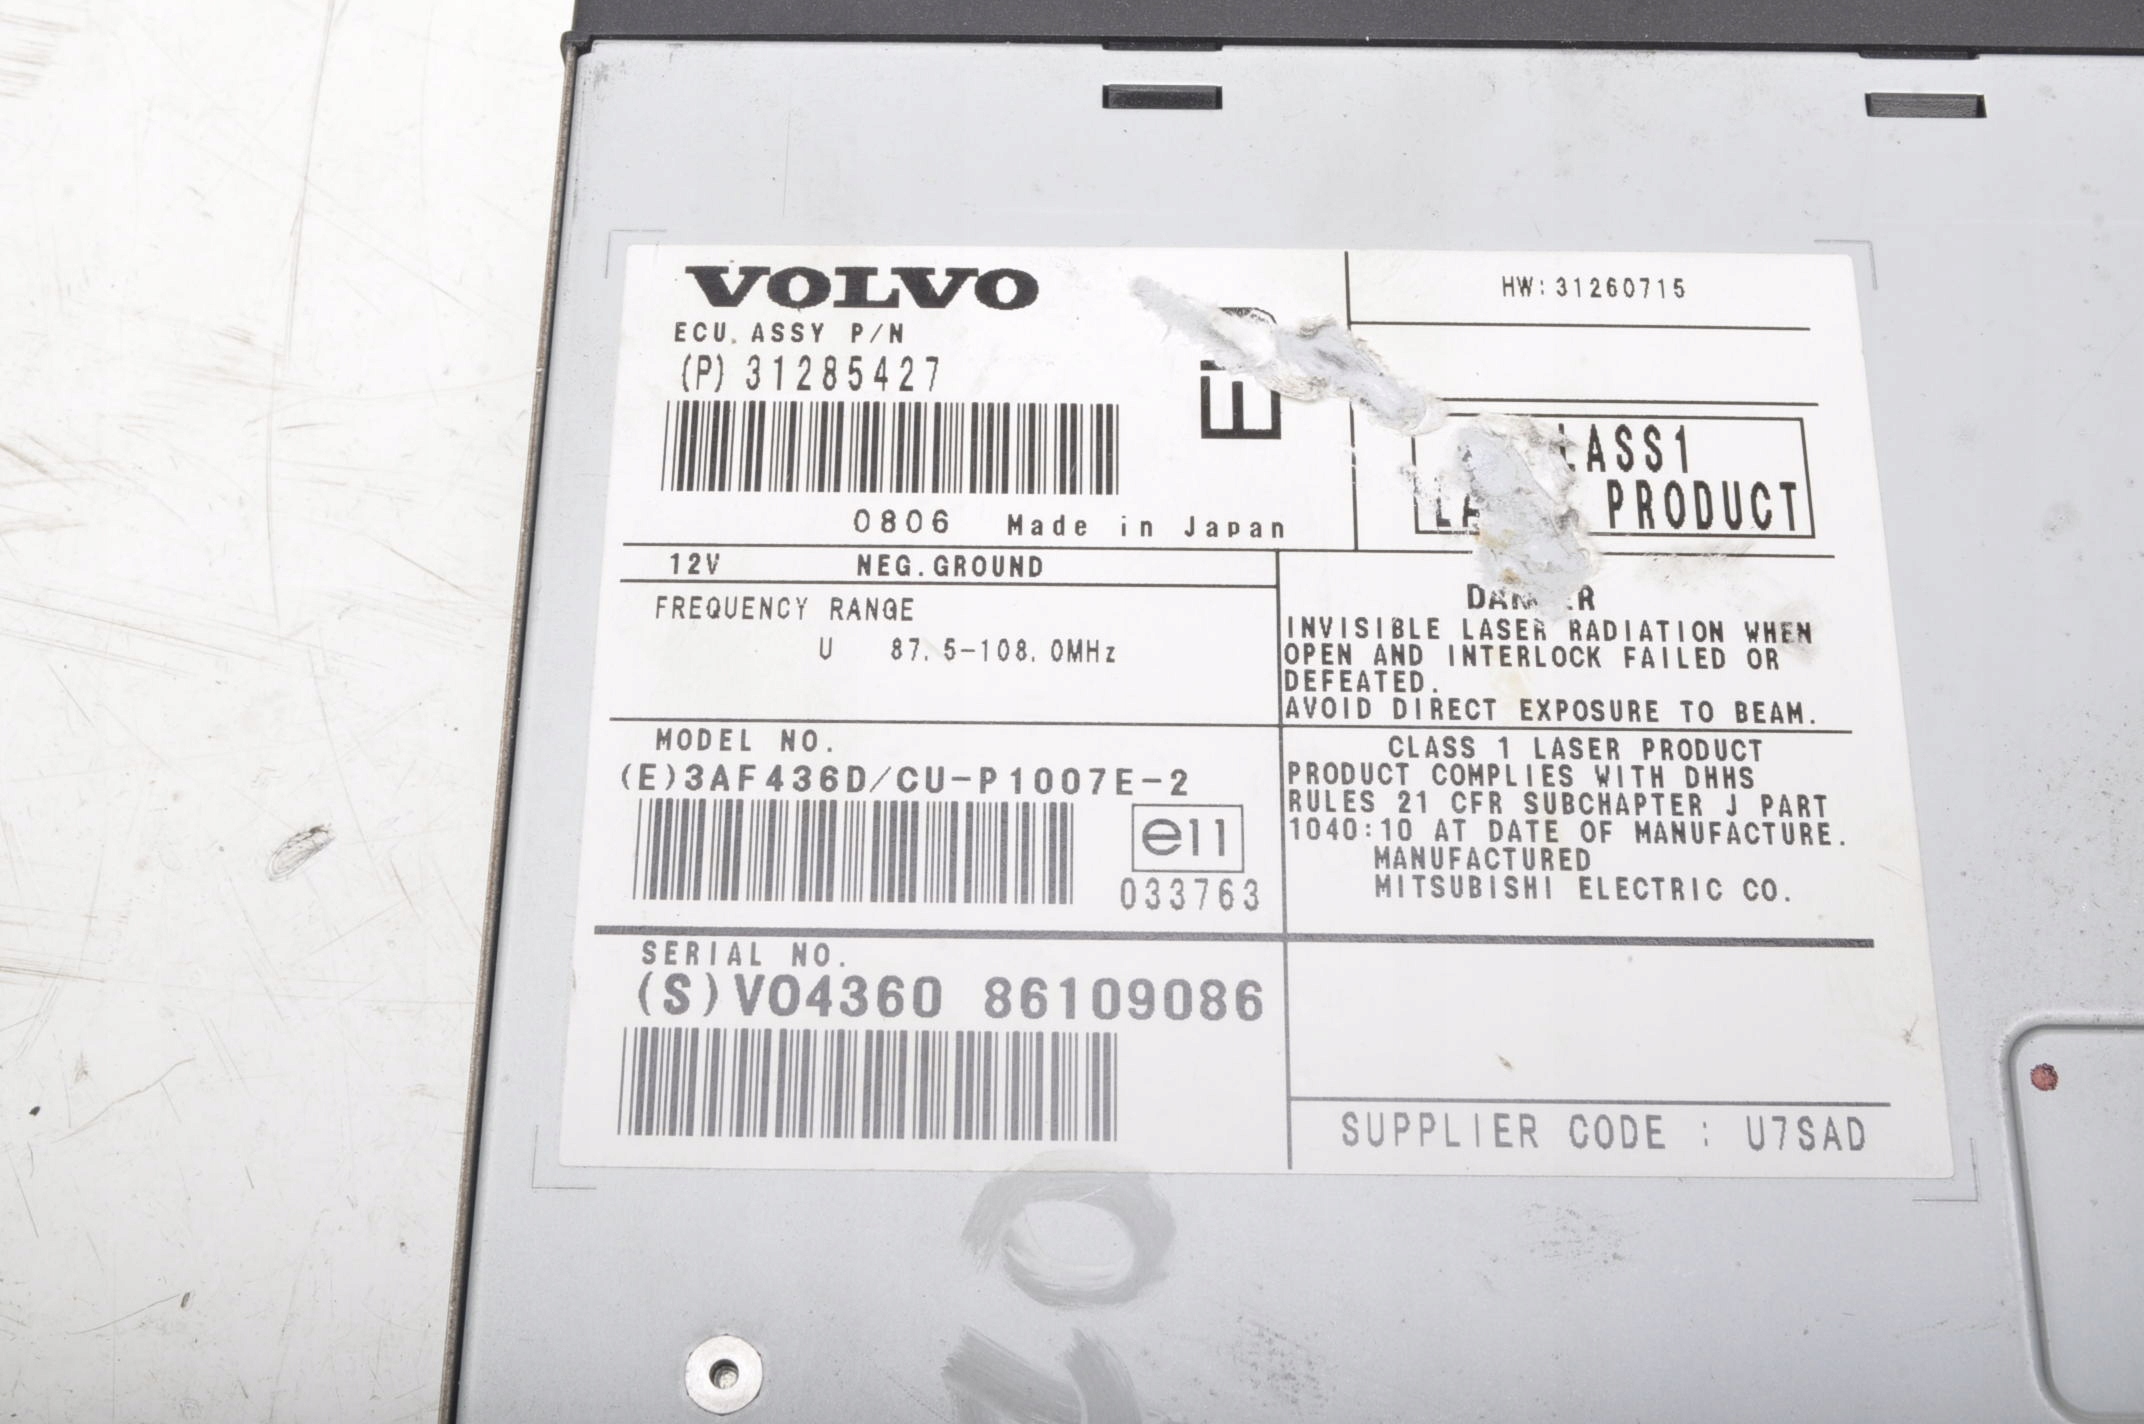 VOLVO
ECU. ASSY P/N
(P) 31285427
0806 Made in Japan
HW: 31260715
PRODUCT
12V NEG.GROUND
FREQUENCY RANGE
U 87.5-108.0MHz
INVISIBLE LASER RADIATION WHEN
OPEN AND INTERLOCK FAILED OR
DEFEATED.
AVOID DIRECT EXPOSURE TO BEAM.
MODEL NO.
(E)3AF436D/CU-P1007E-2
e11
033763
CLASS 1 LASER PRODUCT
PRODUCT COMPLIES WITH DHHS
RULES 21 CFR SUBCHAPTER J PART
1040:10 AT DATE OF MANUFACTURE.
MANUFACTURED
MITSUBISHI ELECTRIC CO.
SERIAL NO.
(S)VO4360 86109086
SUPPLIER CODE : U7SAD